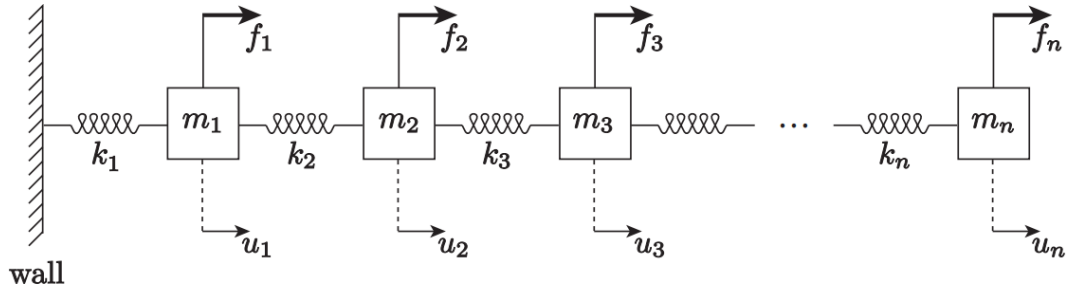 f₁ f₂ f₃ fₙ
m₁ m₂ m₃ ... mₙ
k₁ k₂ k₃ kₙ
u₁ u₂ u₃ uₙ
wall